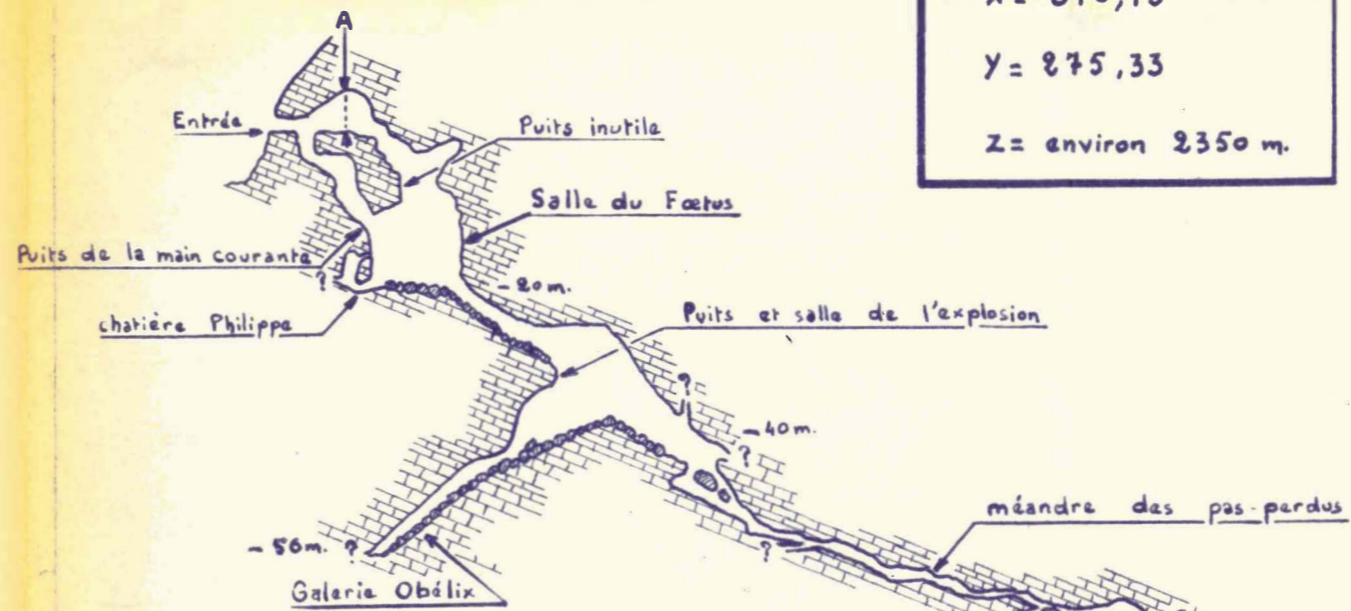 A
Y = 275,33
Entrée
Puits inutile
Z = environ 2350 m.
Salle du Fœtus
Puits de la main courante
?
- 20 m.
chatière Philippe
Puits et salle de l'explosion
?
- 40 m.
?
méandre des pas-perdus
- 56 m. ?
?
Galerie Obélix